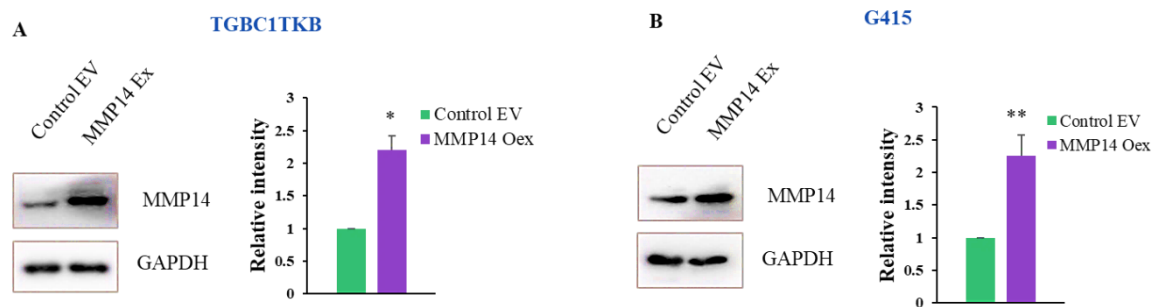 A
TGBC1TKB
Control EV
MMP14 Ex
MMP14
GAPDH
Relative intensity
3
2.5
2
1.5
1
0.5
0
*
Control EV
MMP14 Oex
B
G415
Control EV
MMP14 Ex
MMP14
GAPDH
Relative intensity
3
2.5
2
1.5
1
0.5
0
**
Control EV
MMP14 Oex